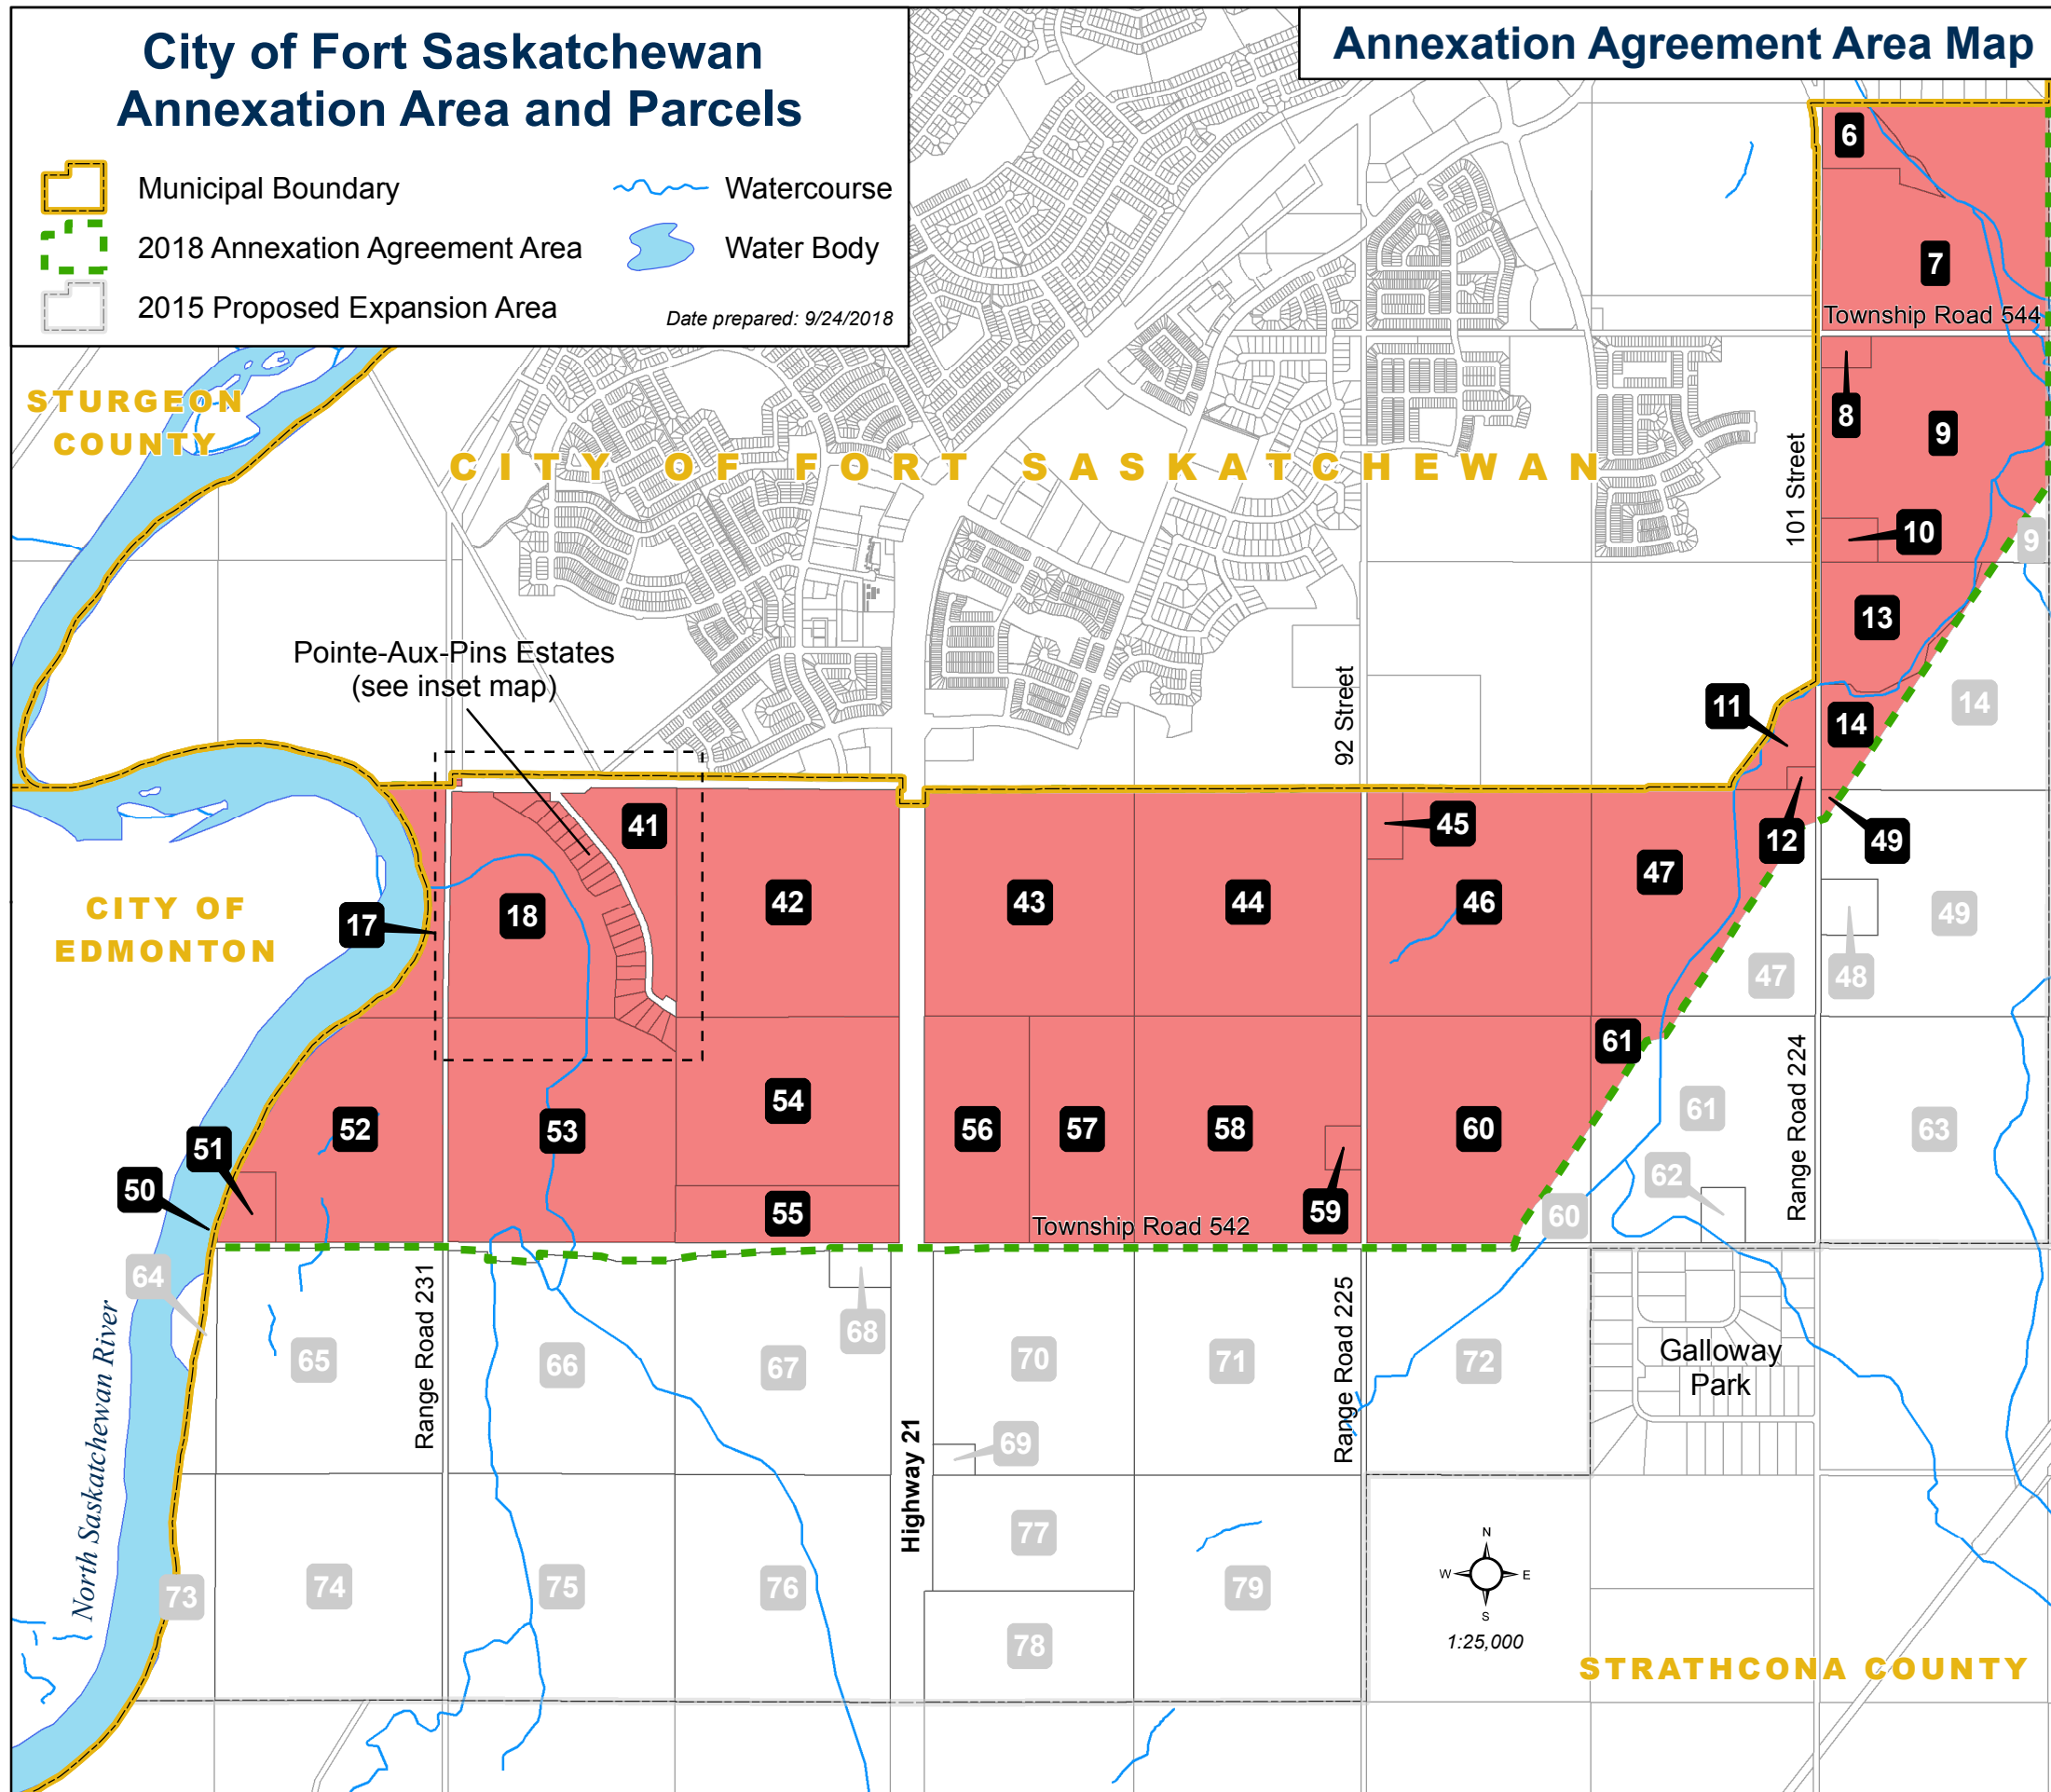 City of Fort Saskatchewan
Annexation Area and Parcels
Municipal Boundary
2018 Annexation Agreement Area
2015 Proposed Expansion Area
Watercourse
Water Body
Date prepared: 9/24/2018
Annexation Agreement Area Map
6
7
Township Road 544
STURGEON
COUNTY
8
9
CITY OF FORT SASKATCHEWAN
101 Street
10
9
13
Pointe-Aux-Pins Estates
(see inset map)
92 Street
11
14
14
41
45
12
49
47
42
43
44
46
18
17
CITY OF
EDMONTON
49
47
48
61
Range Road 224
54
52
53
56
57
58
60
61
63
51
50
62
55
59
60
Township Road 542
64
North Saskatchewan River
Range Road 231
65
66
67
68
70
71
Range Road 225
72
Galloway
Park
69
Highway 21
77
73
74
75
76
79
78
N
W
E
S
1:25,000
STRATHCONA COUNTY